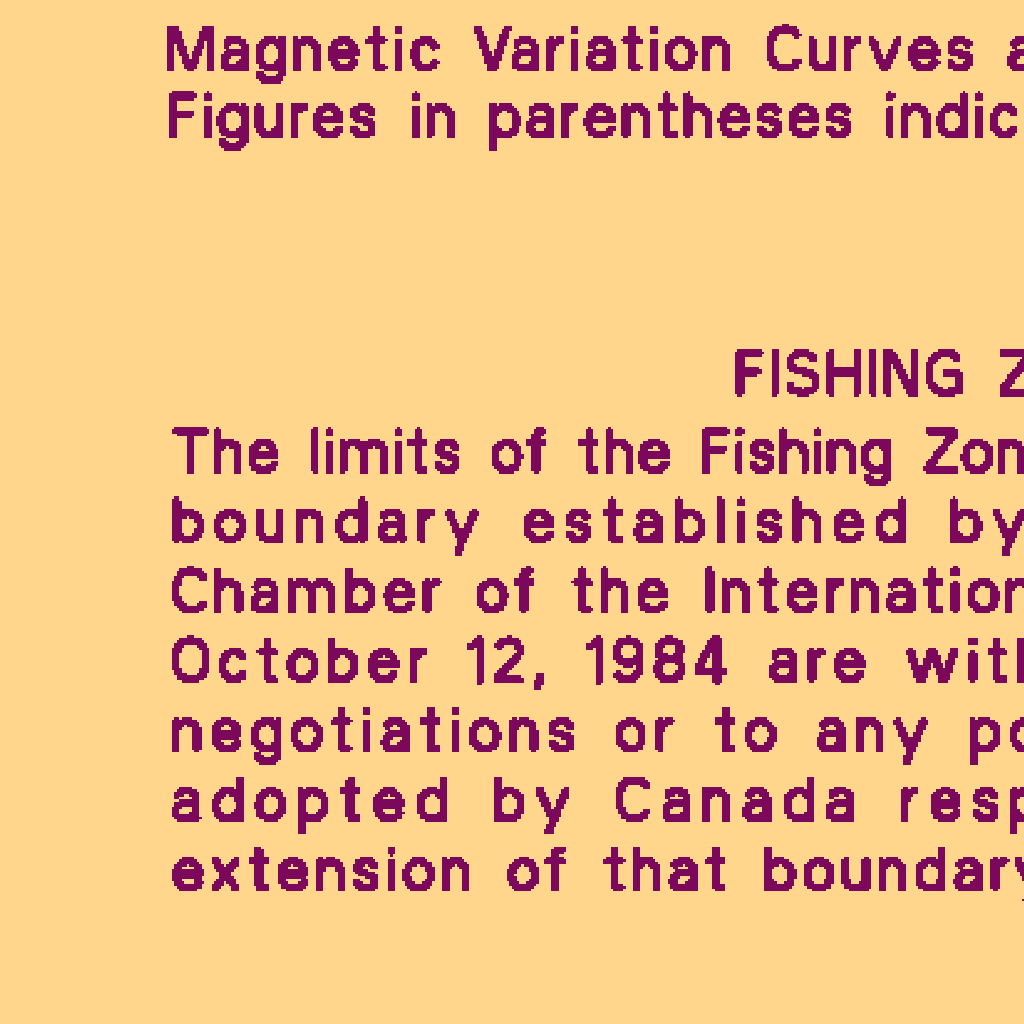 Magnetic Variation Curves a
Figures in parentheses indic
FISHING Z
The limits of the Fishing Zon
boundary established by
Chamber of the Internation
October 12, 1984 are with
negotiations or to any po
adopted by Canada resp
extension of that boundary